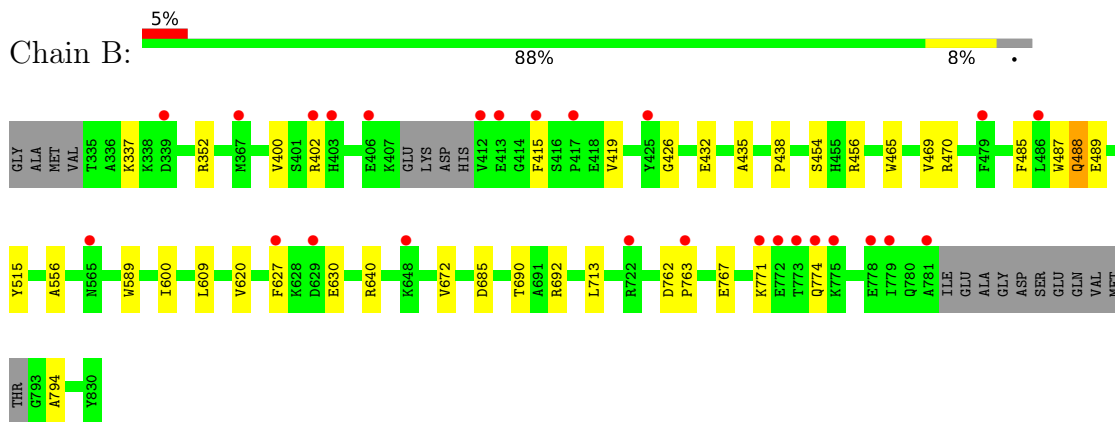 5%
Chain B:
88% 8% •
GLY ALA MET VAL T335 A336 K337 K338 D339 R352 M367 V400 S401 R402 H403 E406 K407 GLU LYS ASP HIS V412 E413 G414 F415 S416 P417 E418 V419 Y425 G426 E432 A435 P438 S454 H455 R456 W465 V469 R470 F479 F485 L486 W487 Q488 E489
Y515 A556 N565 W589 I600 L609 V620 F627 K628 D629 E630 R640 K648 V672 D685 T690 A691 R692 L713 R722 D762 P763 E767 K771 E772 T773 Q774 K775 E778 I779 Q780 A781 ILE GLU ALA GLY ASP SER GLU GLN VAL MET
THR G793 A794 Y830